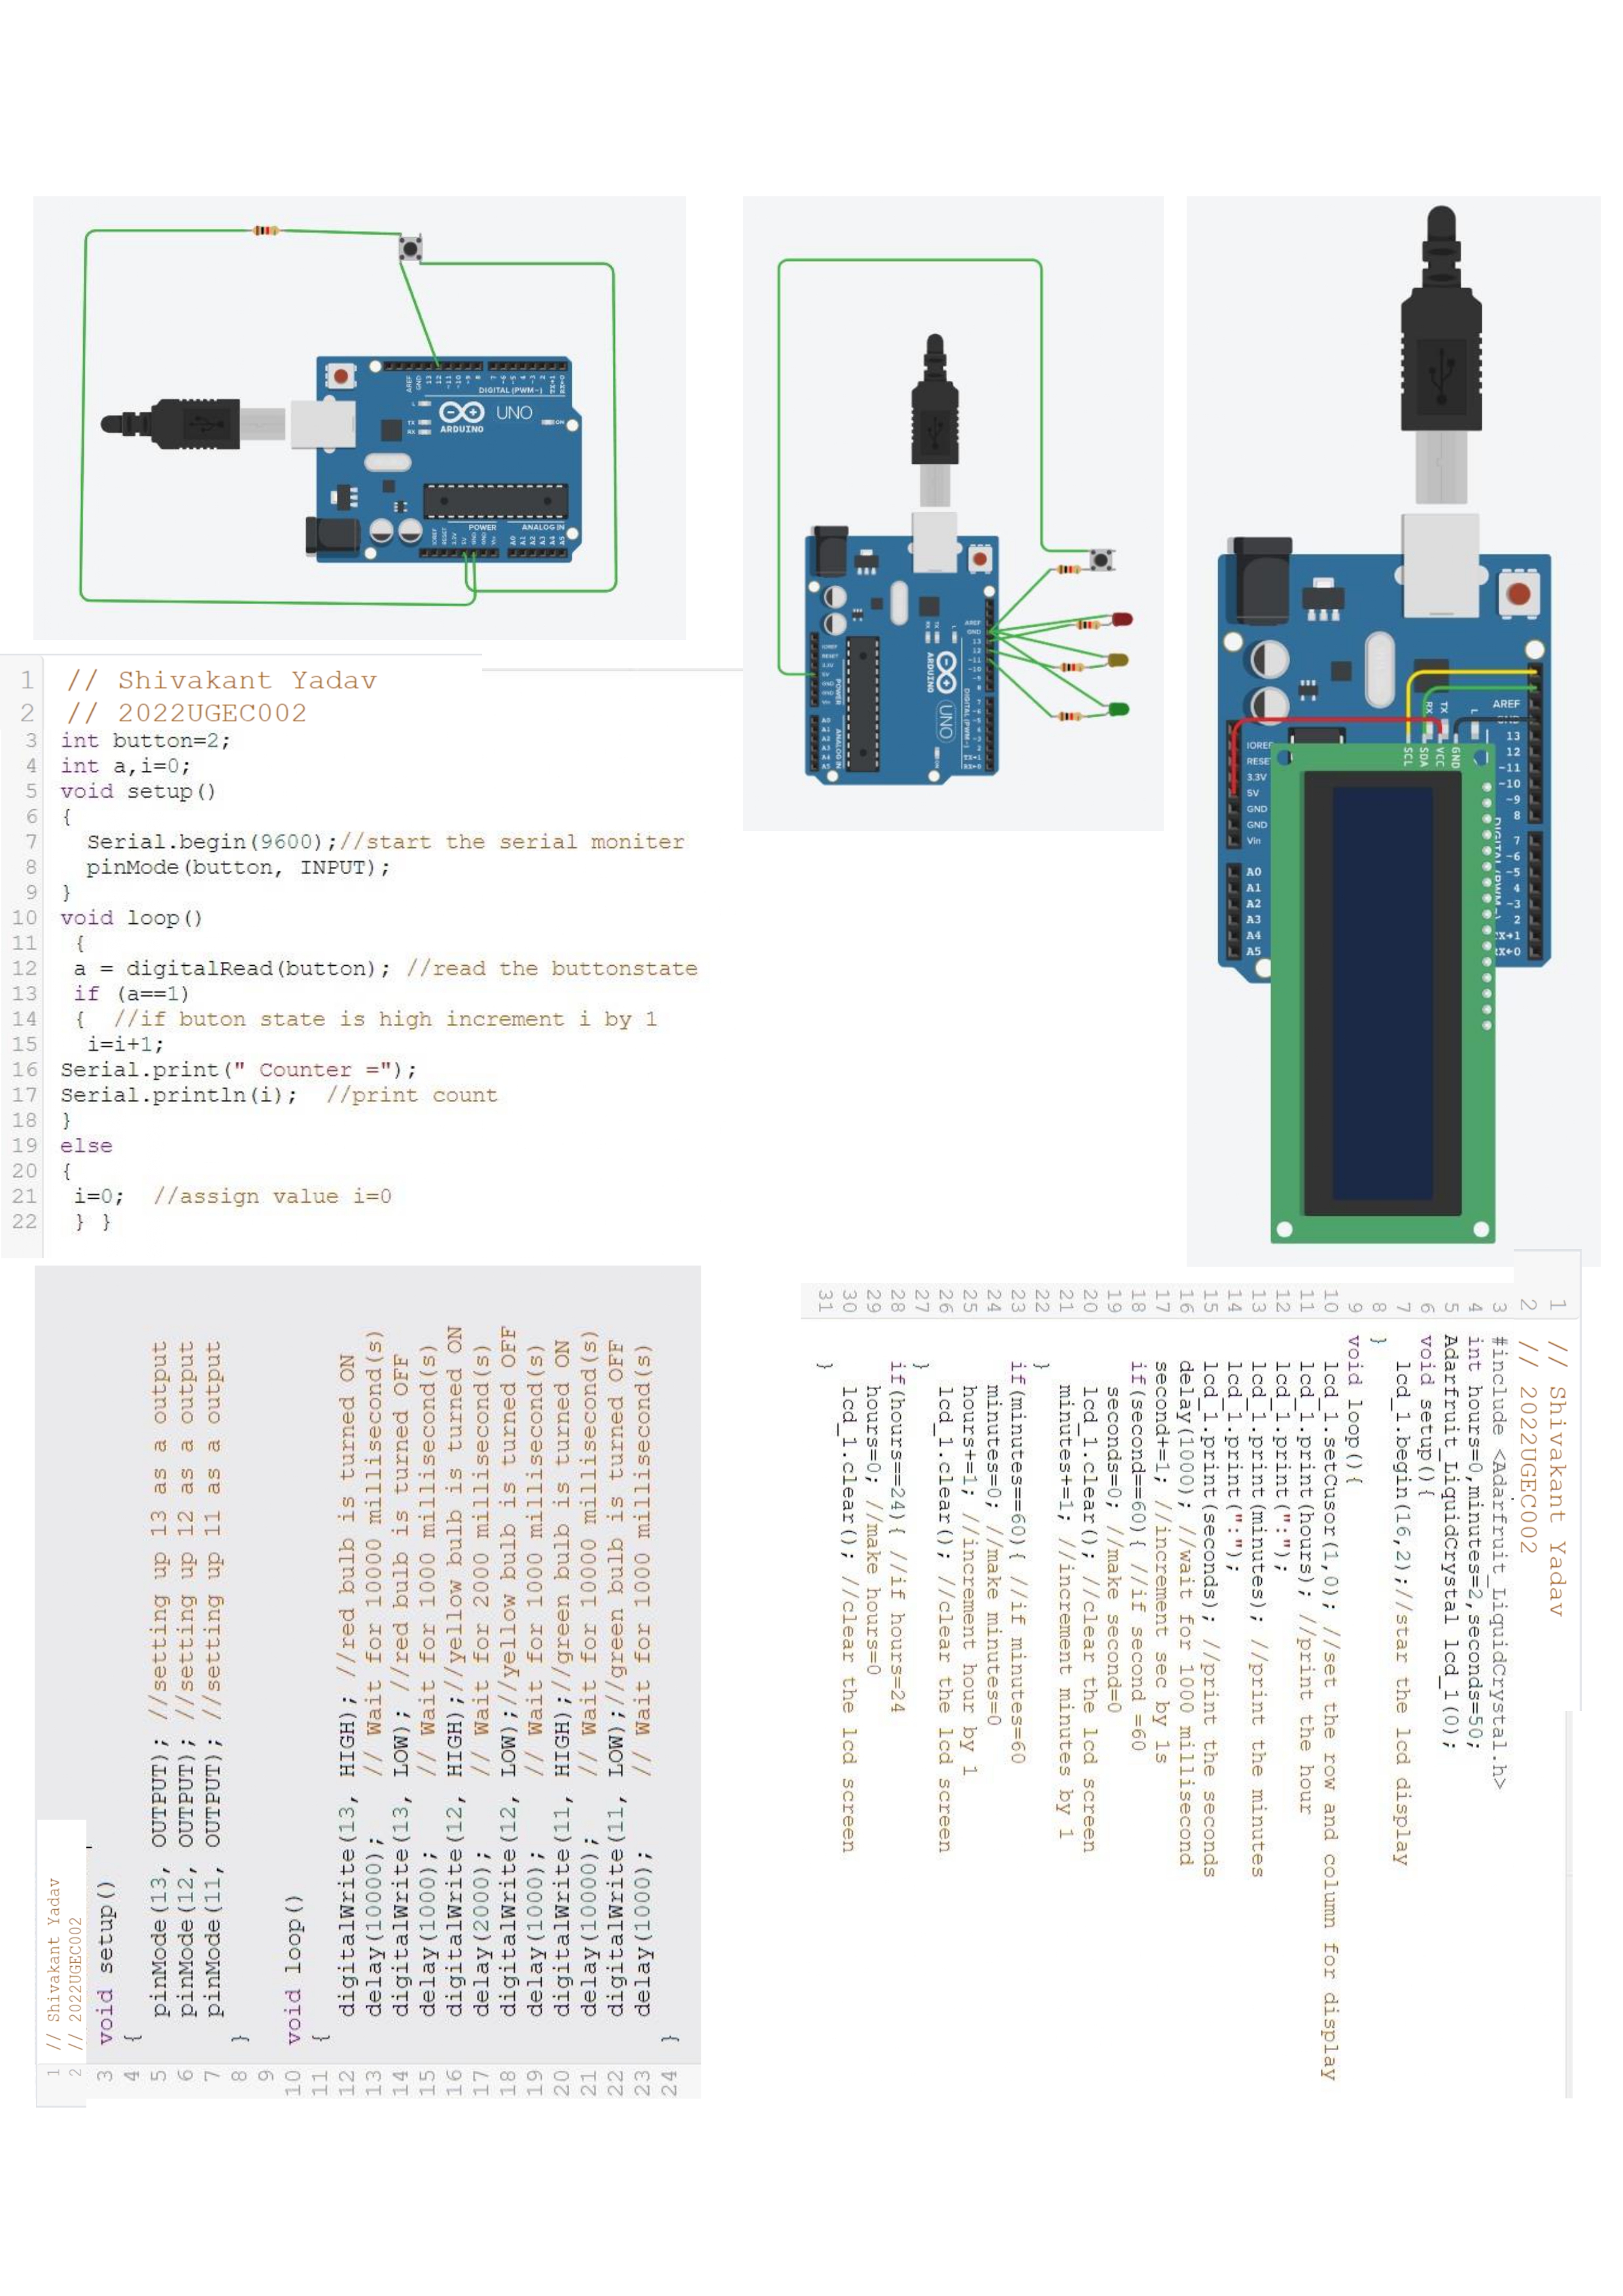 1 // Shivakant Yadav
2 // 2022UGEC002
3 #include <Adarfruit_LiquidCrystal.h>
4 int hours=0,minutes=2,seconds=50;
5 Adarfruit_LiquidCrystal lcd_1(0);
6 void setup(){
7 lcd_1.begin(16,2);//star the lcd display
8 }
9 void loop(){
10 lcd_1.setCusor(1,0); //set the row and column for display
11 lcd_1.print(hours); //print the hour
12 lcd_1.print(":");
13 lcd_1.print(minutes); //print the minutes
14 lcd_1.print(":");
15 lcd_1.print(seconds); //print the seconds
16 delay(1000); //wait for 1000 millisecond
17 second+=1; //increment sec by 1s
18 if(second==60){ //if second =60
19 seconds=0; //make second=0
20 lcd_1.clear(); //clear the lcd screen
21 minutes+=1; //increment minutes by 1
22 }
23 if(minutes==60){ //if minutes=60
24 minutes=0; //make minutes=0
25 hours+=1; //increment hour by 1
26 lcd_1.clear(); //clear the lcd screen
27 }
28 if(hours==24){ //if hours=24
29 hours=0; //make hours=0
30 lcd_1.clear(); //clear the lcd screen
31 }
AREF
13
12
~11
~10
~9
8
7
~6
~5
4
~3
2
TX→1
RX←0
L
TX
RX
GND
VCC
SDA
SCL
3.3V
5V
GND
GND
Vin
A0
A1
A2
A3
A4
A5
DIGITAL (PWM~)
UNO
ARDUINO
ON
POWER
ANALOG IN
DIGITAL (PWM~)
UNO
ARDUINO
ON
POWER
ANALOG IN
1 // Shivakant Yadav
2 // 2022UGEC002
3 int button=2;
4 int a,i=0;
5 void setup()
6 {
7 Serial.begin(9600);//start the serial moniter
8 pinMode(button, INPUT);
9 }
10 void loop()
11 {
12 a = digitalRead(button); //read the buttonstate
13 if (a==1)
14 { //if buton state is high increment i by 1
15 i=i+1;
16 Serial.print(" Counter =");
17 Serial.println(i); //print count
18 }
19 else
20 {
21 i=0; //assign value i=0
22 } }
1 // Shivakant Yadav
2 // 2022UGEC002
3 void setup()
4 {
5 pinMode(13, OUTPUT); //setting up 13 as a output
6 pinMode(12, OUTPUT); //setting up 12 as a output
7 pinMode(11, OUTPUT); //setting up 11 as a output
8 }
9
10 void loop()
11 {
12 digittalWrite(13, HIGH); //red bulb is turned ON
13 delay(10000); // Wait for 10000 millisecond(s)
14 digittalWrite(13, LOW); //red bulb is turned OFF
15 delay(1000); // Wait for 1000 millisecond(s)
16 digittalWrite(12, HIGH);//yellow bulb is turned ON
17 delay(2000); // Wait for 2000 millisecond(s)
18 digittalWrite(12, LOW);//yellow bulb is turned OFF
19 delay(1000); // Wait for 1000 millisecond(s)
20 digittalWrite(11, HIGH);//green bulb is turned ON
21 delay(10000); // Wait for 10000 millisecond(s)
22 digittalWrite(11, LOW);//green bulb is turned OFF
23 delay(1000); // Wait for 1000 millisecond(s)
24 }